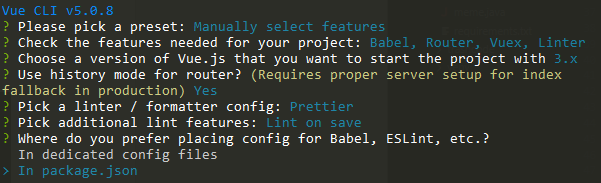 Vue CLI v5.0.8
? Please pick a preset: Manually select features
? Check the features needed for your project: Babel, Router, Vuex, Linter
? Choose a version of Vue.js that you want to start the project with 3.x
? Use history mode for router? (Requires proper server setup for index
fallback in production) Yes
? Pick a linter / formatter config: Prettier
? Pick additional lint features: Lint on save
? Where do you prefer placing config for Babel, ESLint, etc.?
In dedicated config files
> In package.json